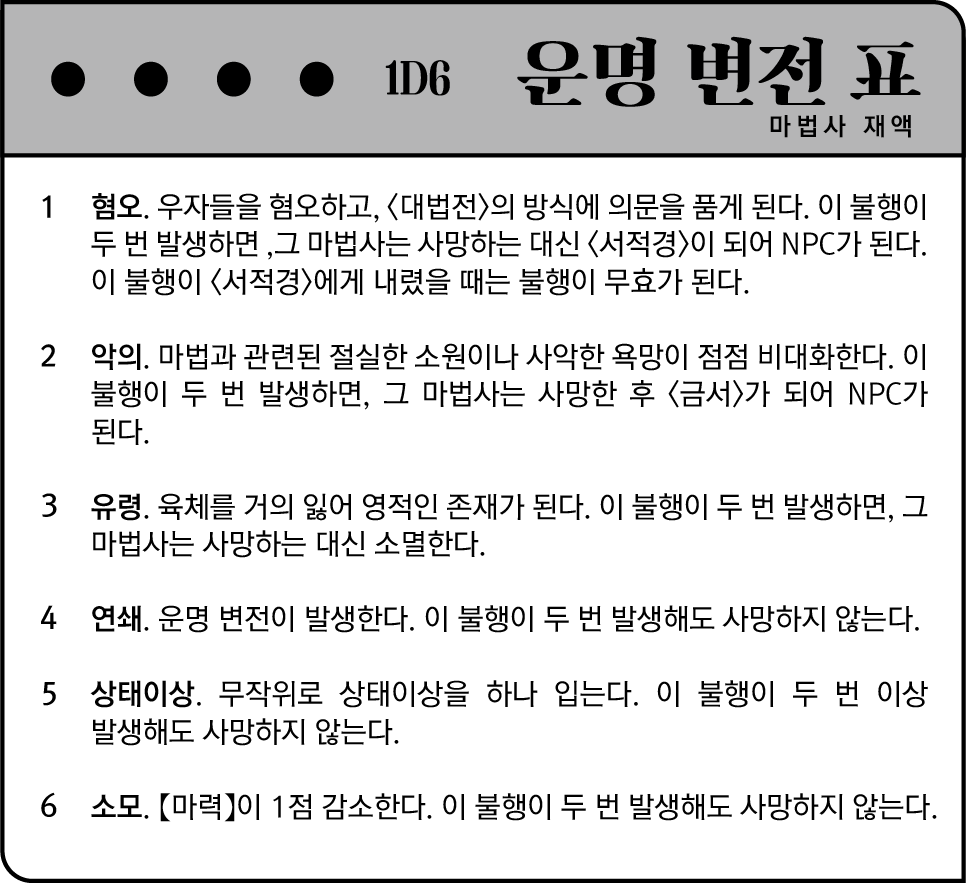 ● ● ● ● 1D6 운명 변전 표
마법사 재액
1 혐오. 우자들을 혐오하고, 〈대법전〉의 방식에 의문을 품게 된다. 이 불행이
두 번 발생하면 ,그 마법사는 사망하는 대신 〈서적경〉이 되어 NPC가 된다.
이 불행이 〈서적경〉에게 내렸을 때는 불행이 무효가 된다.
2 악의. 마법과 관련된 절실한 소원이나 사악한 욕망이 점점 비대화한다. 이
불행이 두 번 발생하면, 그 마법사는 사망한 후 〈금서〉가 되어 NPC가
된다.
3 유령. 육체를 거의 잃어 영적인 존재가 된다. 이 불행이 두 번 발생하면, 그
마법사는 사망하는 대신 소멸한다.
4 연쇄. 운명 변전이 발생한다. 이 불행이 두 번 발생해도 사망하지 않는다.
5 상태이상. 무작위로 상태이상을 하나 입는다. 이 불행이 두 번 이상
발생해도 사망하지 않는다.
6 소모. 【마력】이 1점 감소한다. 이 불행이 두 번 발생해도 사망하지 않는다.